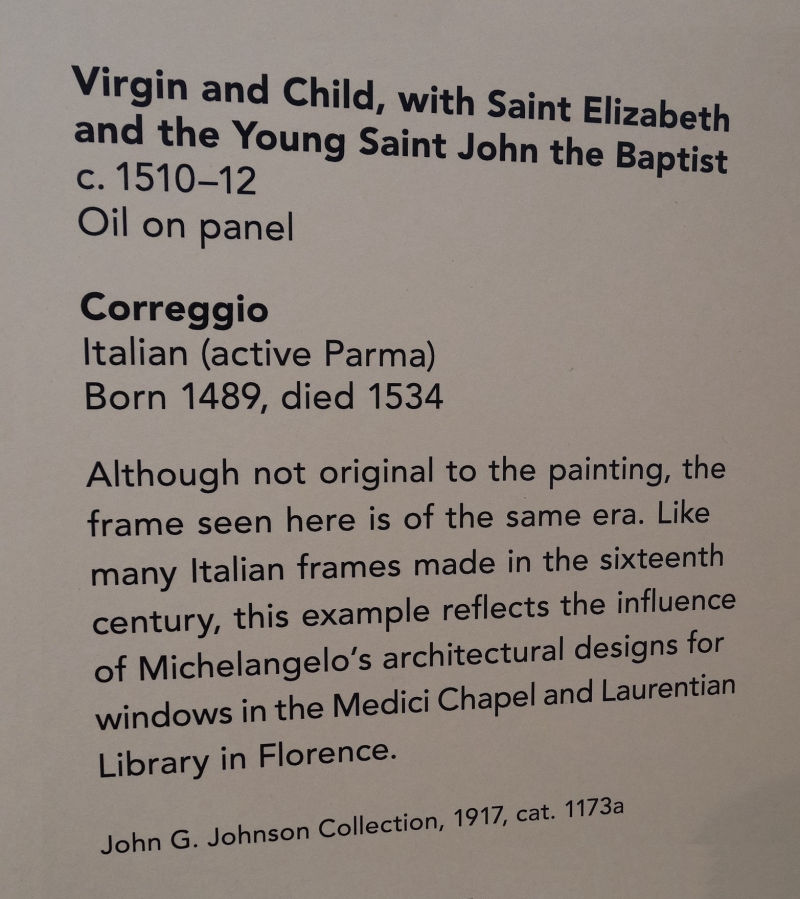 Virgin and Child, with Saint Elizabeth
and the Young Saint John the Baptist
c. 1510–12
Oil on panel
Correggio
Italian (active Parma)
Born 1489, died 1534
Although not original to the painting, the
frame seen here is of the same era. Like
many Italian frames made in the sixteenth
century, this example reflects the influence
of Michelangelo’s architectural designs for
windows in the Medici Chapel and Laurentian
Library in Florence.
John G. Johnson Collection, 1917, cat. 1173a